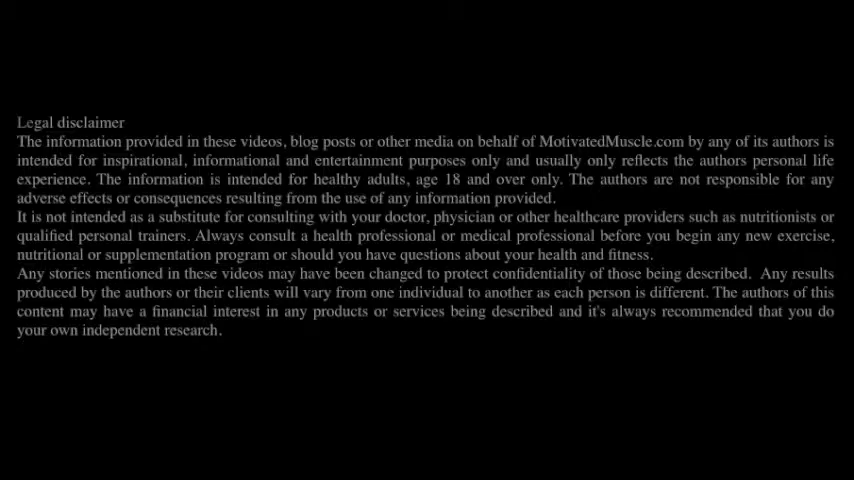 Legal disclaimer
The information provided in these videos, blog posts or other media on behalf of MotivatedMuscle.com by any of its authors is
intended for inspirational, informational and entertainment purposes only and usually only reflects the authors personal life
experience. The information is intended for healthy adults, age 18 and over only. The authors are not responsible for any
adverse effects or consequences resulting from the use of any information provided.
It is not intended as a substitute for consulting with your doctor, physician or other healthcare providers such as nutritionists or
qualified personal trainers. Always consult a health professional or medical professional before you begin any new exercise,
nutritional or supplementation program or should you have questions about your health and fitness.
Any stories mentioned in these videos may have been changed to protect confidentiality of those being described.  Any results
produced by the authors or their clients will vary from one individual to another as each person is different. The authors of this
content may have a financial interest in any products or services being described and it's always recommended that you do
your own independent research.